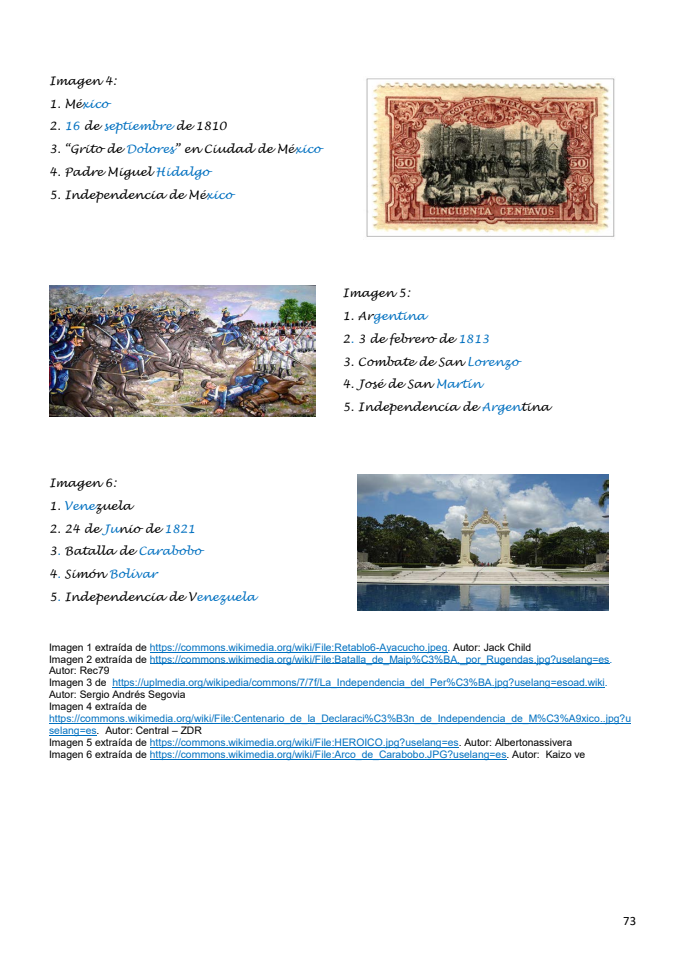 Imagen 4:
1. México
2. 16 de septiembre de 1810
3. “Grito de Dolores” en Ciudad de México
4. Padre Miguel Hidalgo
5. Independencia de México
CORREOS MEXICO
50 50
CINCUENTA CENTAVOS
Imagen 5:
1. Argentina
2. 3 de febrero de 1813
3. Combate de San Lorenzo
4. José de San Martín
5. Independencia de Argentina
Imagen 6:
1. Venezuela
2. 24 de Junio de 1821
3. Batalla de Carabobo
4. Simón Bolívar
5. Independencia de Venezuela
Imagen 1 extraída de https://commons.wikimedia.org/wiki/File:Retablo6-Ayacucho.jpeg. Autor: Jack Child
Imagen 2 extraída de https://commons.wikimedia.org/wiki/File:Batalla_de_Maip%C3%BA,_por_Rugendas.jpg?uselang=es.
Autor: Rec79
Imagen 3 de https://uplmedia.org/wikipedia/commons/7/7f/La_Independencia_del_Per%C3%BA.jpg?uselang=esoad.wiki.
Autor: Sergio Andrés Segovia
Imagen 4 extraída de
https://commons.wikimedia.org/wiki/File:Centenario_de_la_Declaraci%C3%B3n_de_Independencia_de_M%C3%A9xico..jpg?u
selang=es. Autor: Central – ZDR
Imagen 5 extraída de https://commons.wikimedia.org/wiki/File:HEROICO.jpg?uselang=es. Autor: Albertonassivera
Imagen 6 extraída de https://commons.wikimedia.org/wiki/File:Arco_de_Carabobo.JPG?uselang=es. Autor: Kaizo ve
73